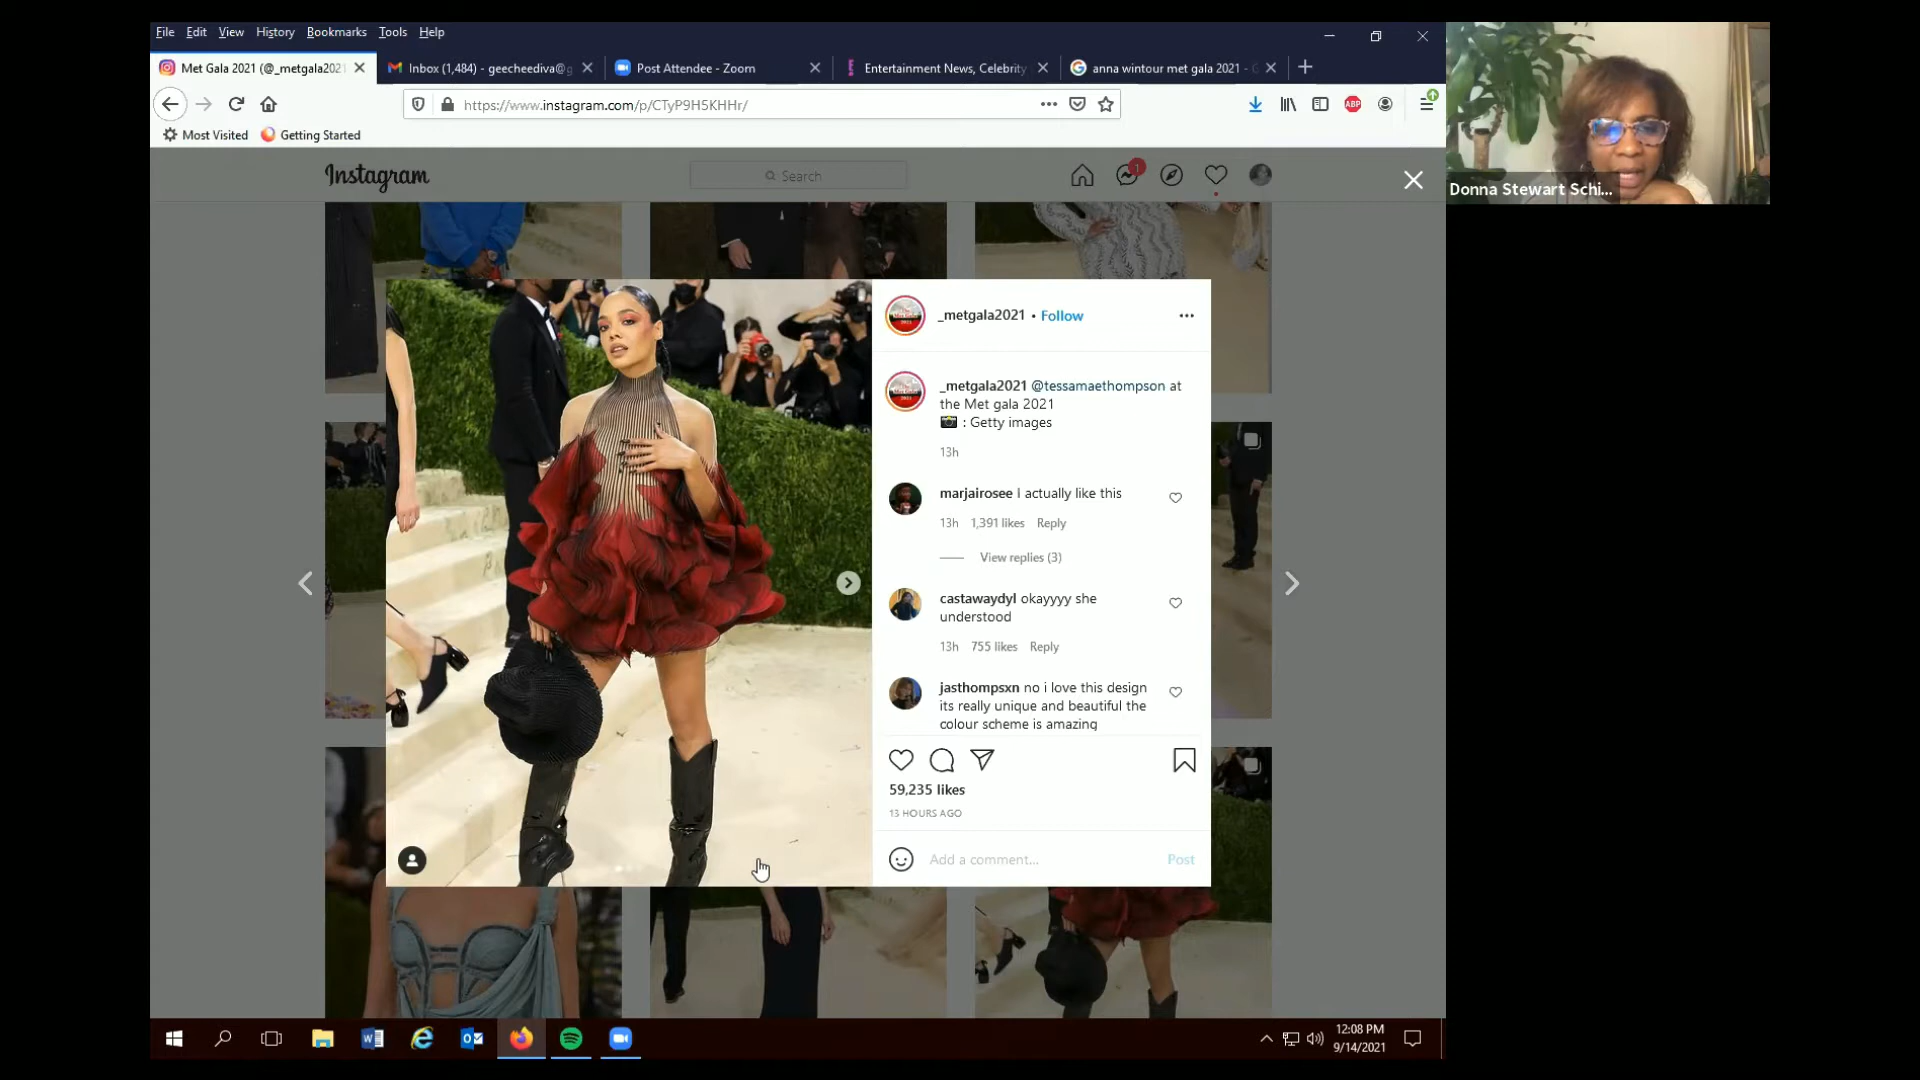 File Edit View History Bookmarks Tools Help
Met Gala 2021 (@_metgala2021
Inbox (1,484) - geecheediva@g
Post Attendee - Zoom
Entertainment News, Celebrity
anna wintour met gala 2021 - G
https://www.instagram.com/p/CTyP9H5KHHr/
ABP
Most Visited
Getting Started
Instagram
Search
1
Donna Stewart Schi...
_metgala2021 • Follow
_metgala2021 @tessamaethompson at
the Met gala 2021
: Getty images
13h
marjairosee I actually like this
13h 1,391 likes Reply
View replies (3)
castawaydyl okayyyy she
understood
13h 755 likes Reply
jasthompsxn no i love this design
its really unique and beautiful the
colour scheme is amazing
59,235 likes
13 HOURS AGO
Add a comment...
Post
12:08 PM
9/14/2021